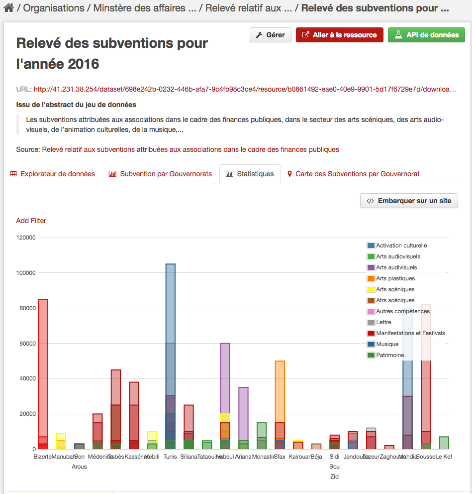 / Organisations / Minstère des affaires ... / Relevé relatif aux ... / Relevé des subventions pour ...
Relevé des subventions pour
l'année 2016
Gérer
Aller à la ressource
API de données
URL: http://41.231.38.254/dataset/698e242b-0232-446b-afa7-9c4fb98c3ce4/resource/b0861492-eae0-40e9-9901-5d17f6729e7d/downloa...
Issu de l'abstract du jeu de données
Les subventions attribuées aux associations dans le cadre des finances publiques, dans le secteur des arts scéniques, des arts audio-
visuels, de l'animation culturelles, de la musique,...
Source: Relevé relatif aux subventions attribuées aux associations dans le cadre des finances publiques
Explorateur de données
Subvention par Gouvernorats
Statistiques
Carte des Subventions par Gouvernorat
Embarquer sur un site
Add Filter
120000
100000
80000
60000
40000
20000
0
Activation culturelle
Arts audiovisuels
Arts audivisuels
Arts plastiques
Arts scéniques
Atrs scéniques
Autres compétences
Lettre
Manifestations et Festivals
Musique
Patrimoine
Bizerte
Manubah
Ben
Arous
Médenine
Gabès
Kassérine
Kebili
Tunis
Siliana
Tataouine
Nabeul
Ariana
Monastir
Sfax
Kairouan
Béja
Sidi
Bou
Zid
Jendouba
Tozeur
Zaghouan
Mahdia
Sousse
Le Kef